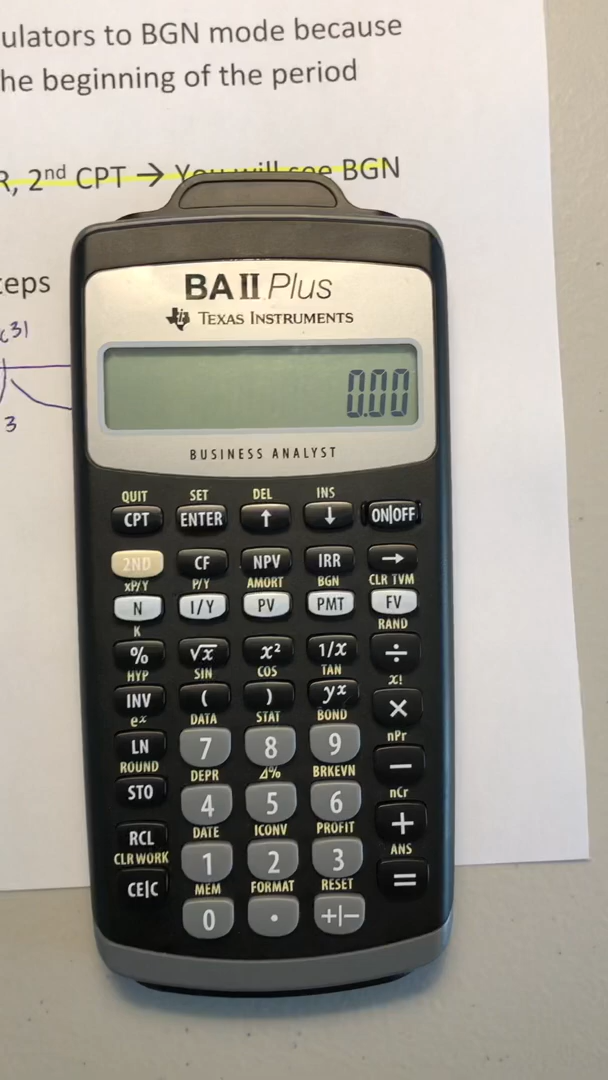 ulators to BGN mode because
he beginning of the period
R, 2nd CPT → You will see BGN
teps
c31
3
BA II Plus
TEXAS INSTRUMENTS
0.00
BUSINESS ANALYST
QUIT SET DEL INS
CPT ENTER ↑ ↓ ON|OFF
2ND CF NPV IRR →
xP/Y P/Y AMORT BGN CLR TVM
N I/Y PV PMT FV
K RAND
% √x x² 1/x ÷
HYP SIN COS TAN x!
INV ( ) yˣ ×
eˣ DATA STAT BOND nPr
LN 7 8 9 −
ROUND DEPR Δ% BRKEVN nCr
STO 4 5 6 +
DATE ICONV PROFIT ANS
RCL 1 2 3 =
CLR WORK MEM FORMAT RESET
CE|C 0 . +|−